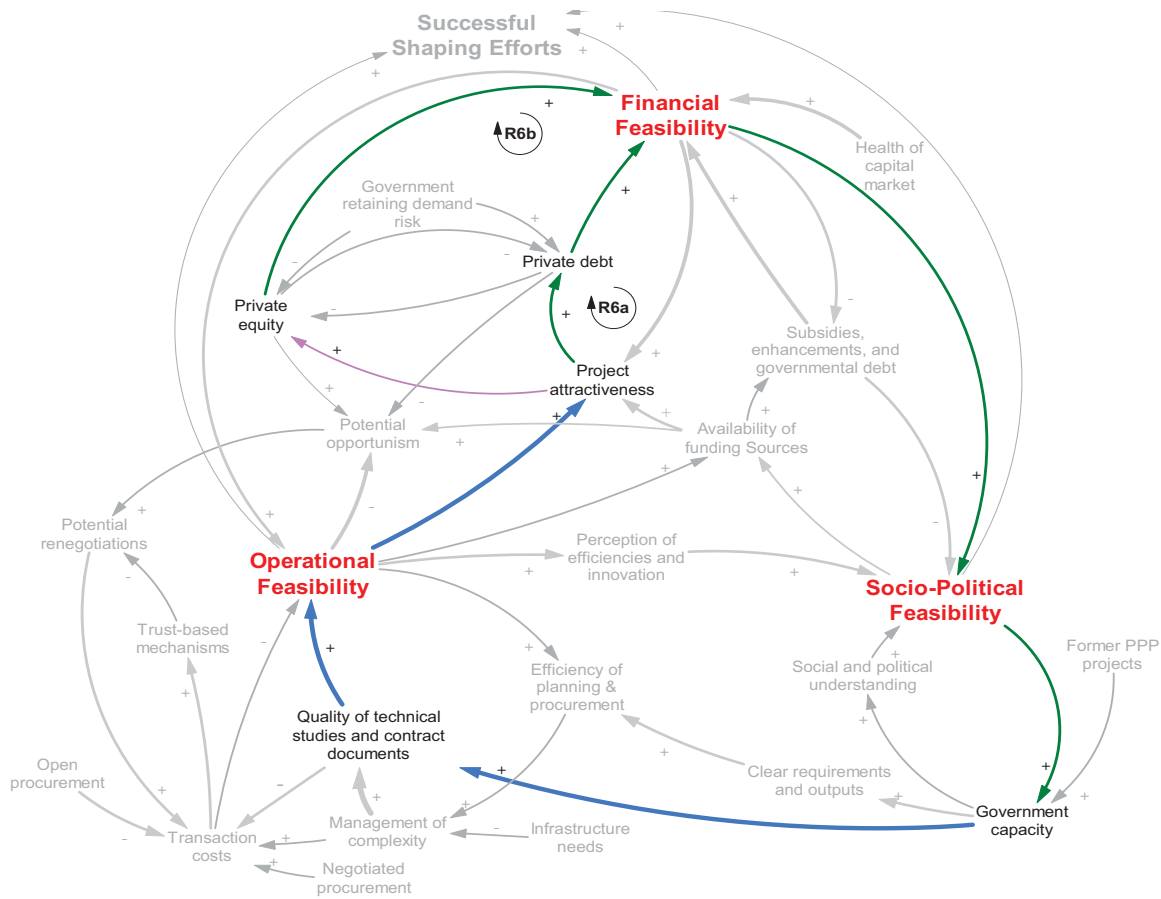 Successful
Shaping Efforts
+
+
+
Financial
Feasibility
+
+
R6b
Health of
capital
market
Government
retaining demand
risk
+
+
+
-
-
Private debt
Private
equity
-
+
R6a
-
Subsidies,
enhancements, and
governmental debt
+
+
Project
attractiveness
+
-
+
+
+
Potential
opportunism
+
Availability of
funding Sources
+
+
+
-
+
+
-
Potential
renegotiations
Operational
Feasibility
Perception of
efficiencies and
innovation
+
+
Socio-Political
Feasibility
-
Trust-based
mechanisms
-
+
+
+
Social and political
understanding
Former PPP
projects
Efficiency of
planning &
procurement
+
Quality of technical
studies and contract
documents
+
+
Open
procurement
+
+
-
+
Clear requirements
and outputs
+
+
+
+
-
Transaction
costs
+
Management of
complexity
-
Infrastructure
needs
Government
capacity
+
Negotiated
procurement